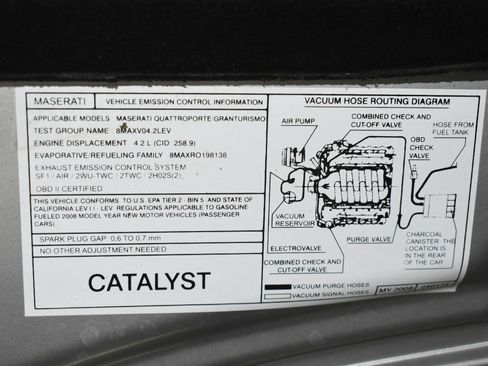 MASERATI
VEHICLE EMISSION CONTROL INFORMATION
APPLICABLE MODELS MASERATI QUATTROPORTE/GRANTURISMO
TEST GROUP NAME 8MAXV04.2LEV
ENGINE DISPLACEMENT 4.2 L (CID: 258.9)
EVAPORATIVE/REFUELING FAMILY 8MAXRO198138
EXHAUST EMISSION CONTROL SYSTEM
SF1 / AIR / 2WU-TWC / 2TWC / 2HO2S(2),
OBD II CERTIFIED
THIS VEHICLE CONFORMS TO U.S EPA TIER 2 - BIN 5 AND STATE OF
CALIFORNIA LEV II - LEV REGULATIONS APPLICABLE TO GASOLINE
FUELED 2008 MODEL YEAR NEW MOTOR VEHICLES (PASSENGER
CARS)
SPARK PLUG GAP: 0,6 TO 0,7 mm
NO OTHER ADJUSTMENT NEEDED
CATALYST
VACUUM HOSE ROUTING DIAGRAM
COMBINED CHECK AND
CUT-OFF VALVE
HOSE FROM
FUEL TANK
AIR PUMP
OBD
CHECK
VALVE
VACUUM
RESERVOIR
PURGE VALVE
ELECTROVALVE
CHARCOAL
CANISTER: THE
LOCATION IS
IN THE REAR
OF THE CAR
COMBINED CHECK AND
CUT-OFF VALVE
VACUUM PURGE HOSES
VACUUM SIGNAL HOSES
MY 2008